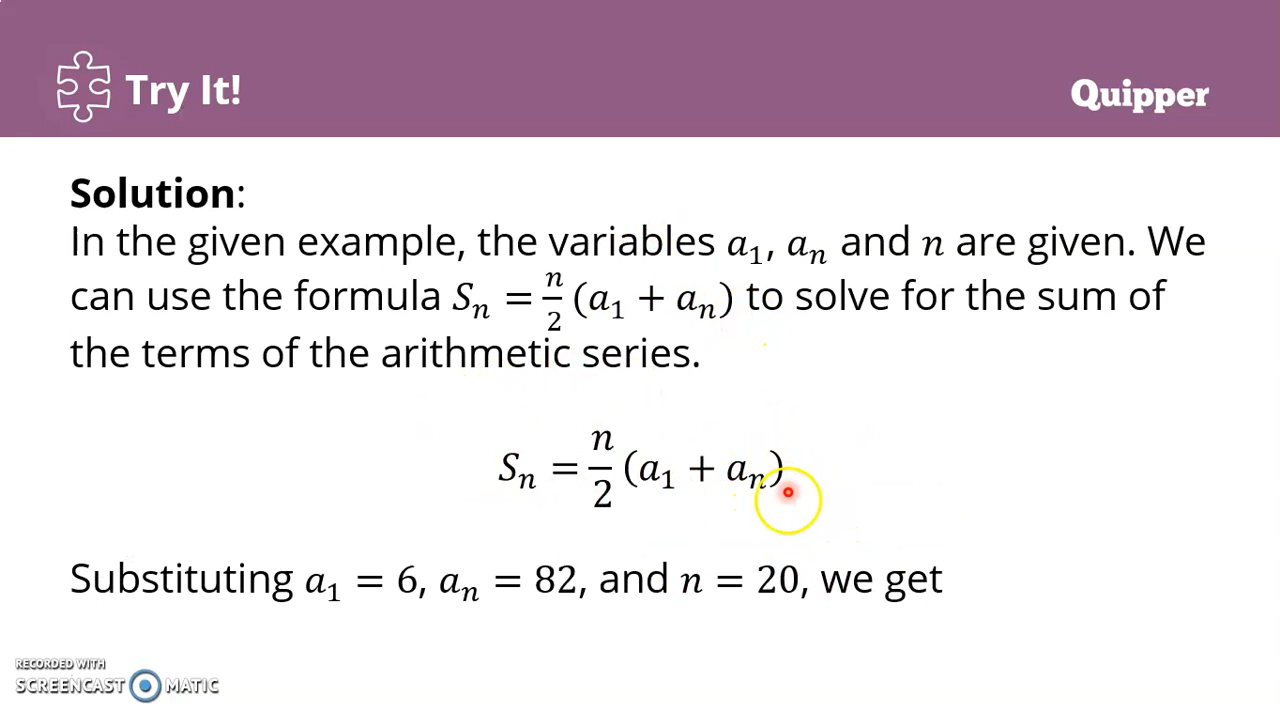 Try It!
Quipper
Solution:
In the given example, the variables a₁, aₙ and n are given. We
can use the formula Sₙ = n/2 (a₁ + aₙ) to solve for the sum of
the terms of the arithmetic series.
Sₙ = n/2 (a₁ + aₙ)
Substituting a₁ = 6, aₙ = 82, and n = 20, we get
RECORDED WITH
SCREENCAST MATIC